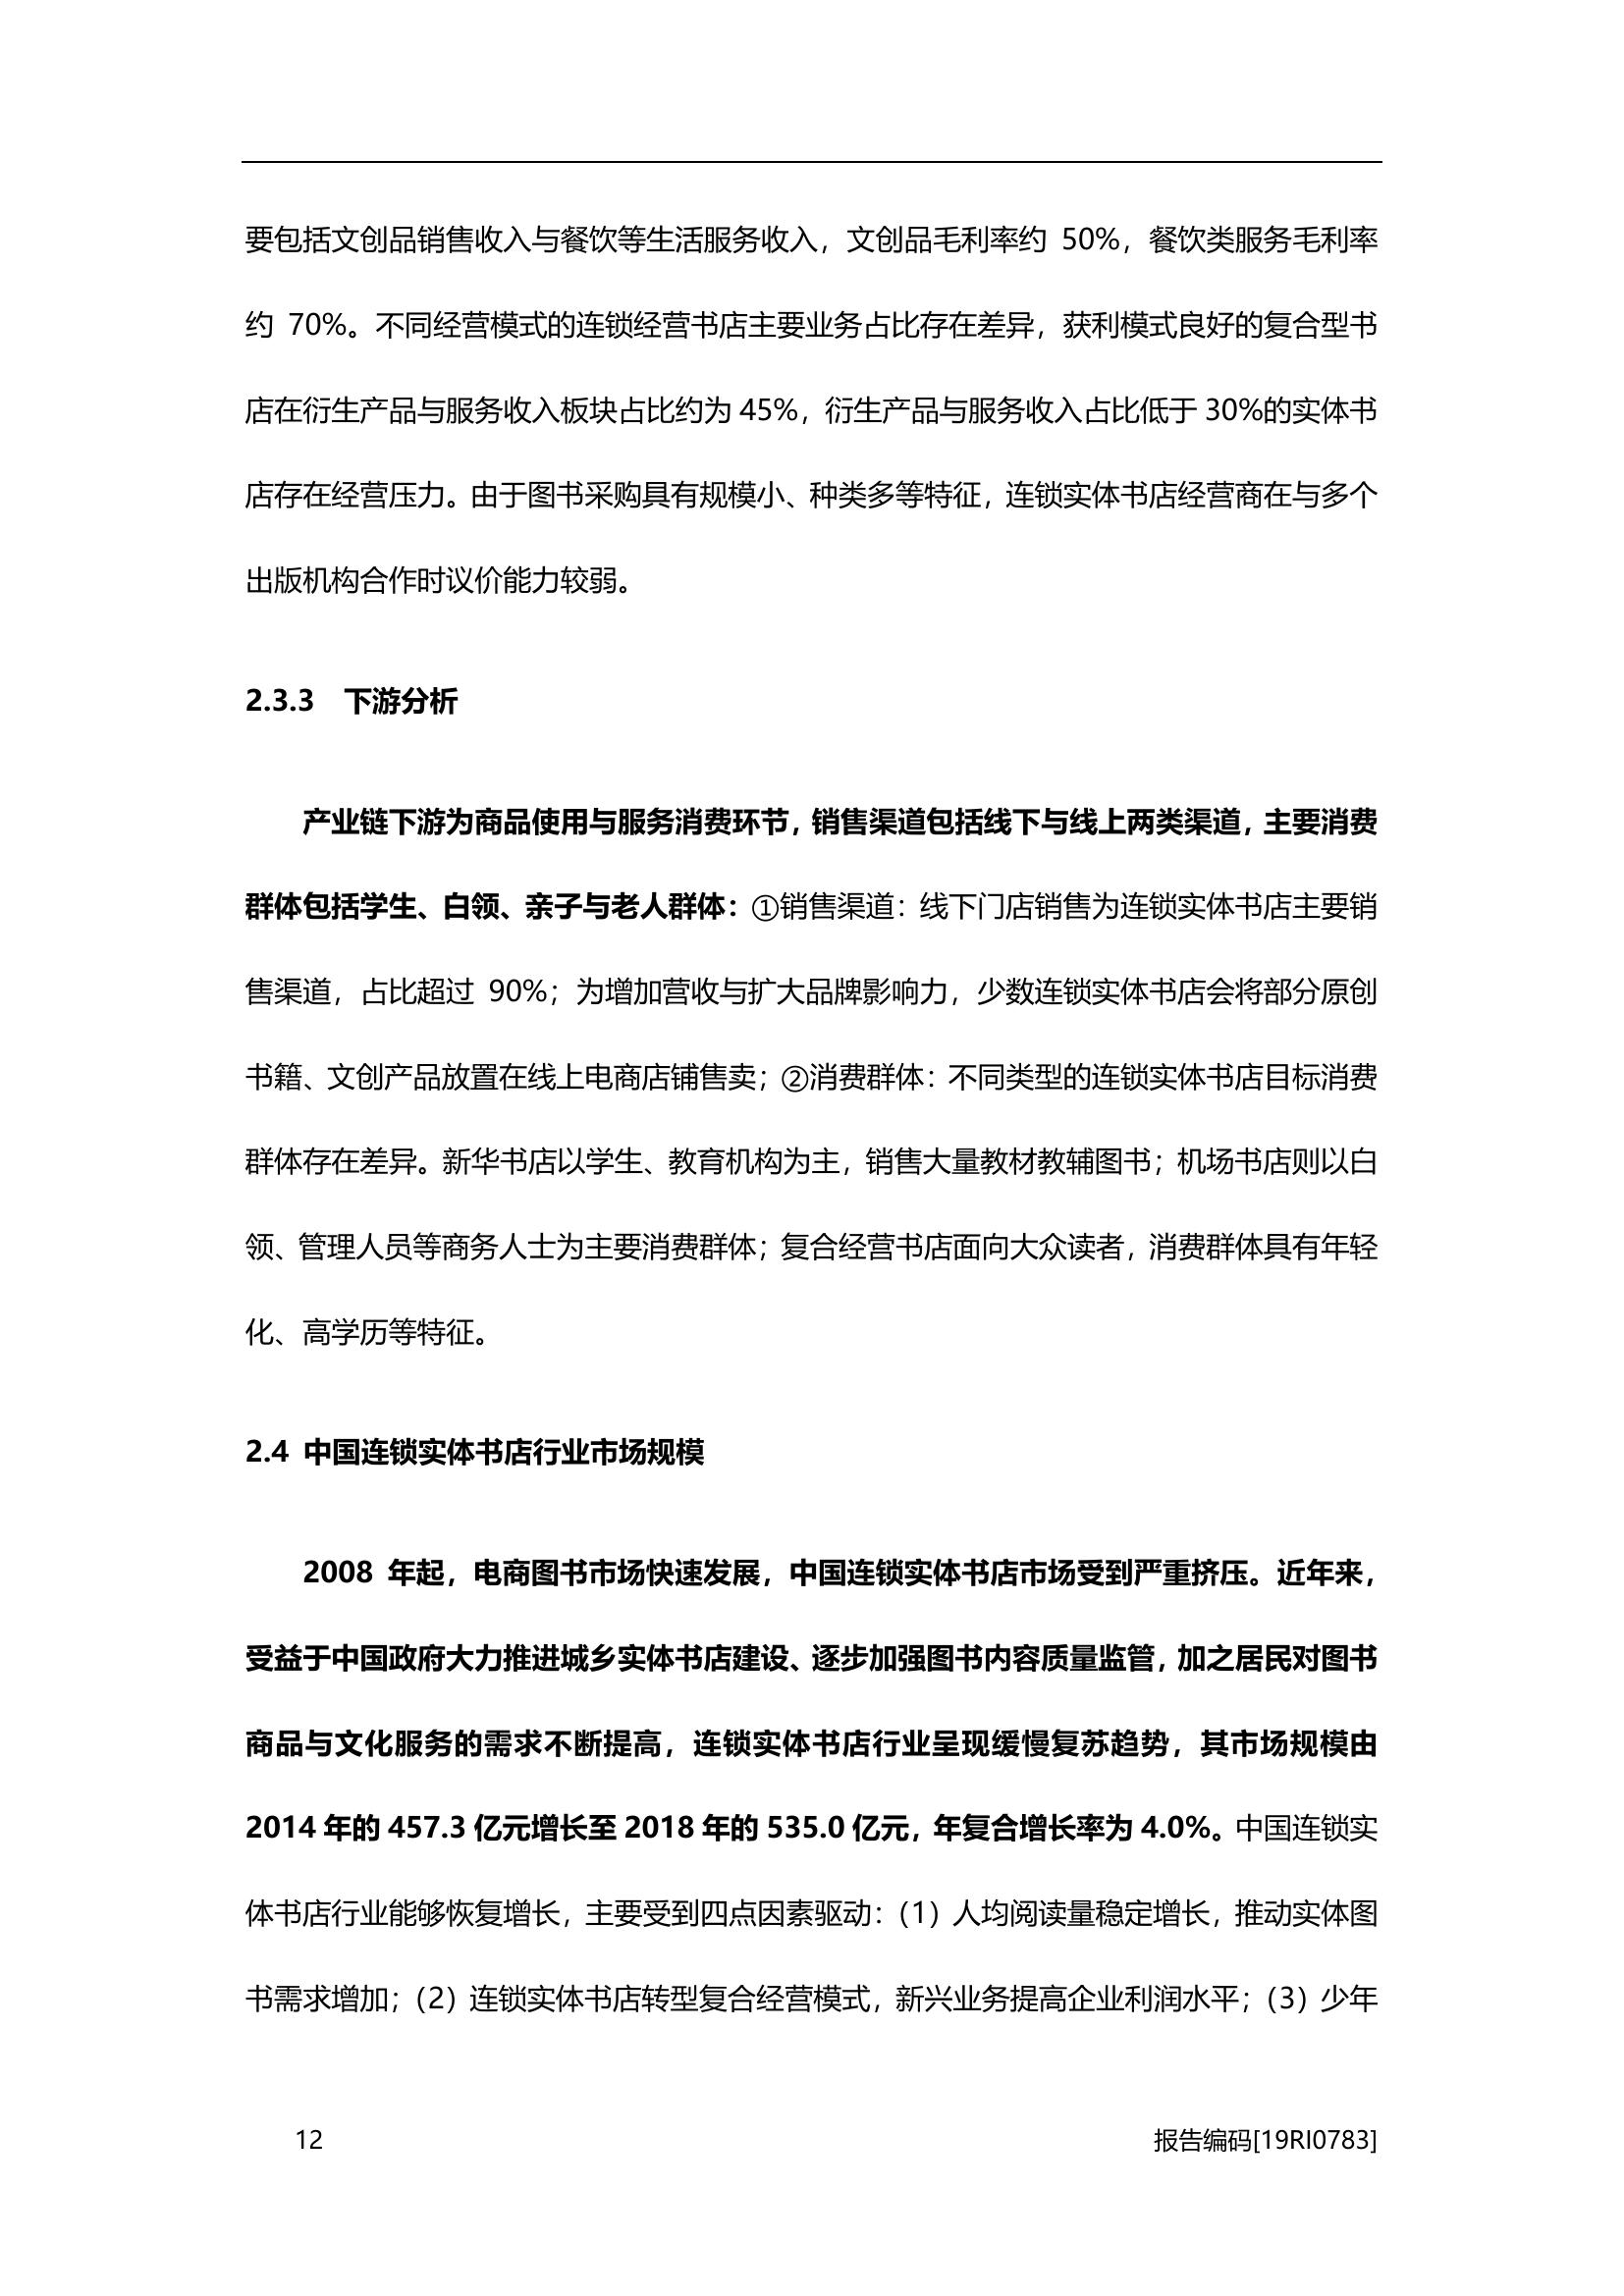 要包括文创品销售收入与餐饮等生活服务收入，文创品毛利率约 50%，餐饮类服务毛利率
约 70%。不同经营模式的连锁经营书店主要业务占比存在差异，获利模式良好的复合型书
店在衍生产品与服务收入板块占比约为 45%，衍生产品与服务收入占比低于 30%的实体书
店存在经营压力。由于图书采购具有规模小、种类多等特征，连锁实体书店经营商在与多个
出版机构合作时议价能力较弱。
2.3.3 下游分析
产业链下游为商品使用与服务消费环节，销售渠道包括线下与线上两类渠道，主要消费
群体包括学生、白领、亲子与老人群体：①销售渠道：线下门店销售为连锁实体书店主要销
售渠道，占比超过 90%；为增加营收与扩大品牌影响力，少数连锁实体书店会将部分原创
书籍、文创产品放置在线上电商店铺售卖；②消费群体：不同类型的连锁实体书店目标消费
群体存在差异。新华书店以学生、教育机构为主，销售大量教材教辅图书；机场书店则以白
领、管理人员等商务人士为主要消费群体；复合经营书店面向大众读者，消费群体具有年轻
化、高学历等特征。
2.4 中国连锁实体书店行业市场规模
2008 年起，电商图书市场快速发展，中国连锁实体书店市场受到严重挤压。近年来，
受益于中国政府大力推进城乡实体书店建设、逐步加强图书内容质量监管，加之居民对图书
商品与文化服务的需求不断提高，连锁实体书店行业呈现缓慢复苏趋势，其市场规模由
2014 年的 457.3 亿元增长至 2018 年的 535.0 亿元，年复合增长率为 4.0%。中国连锁实
体书店行业能够恢复增长，主要受到四点因素驱动：（1）人均阅读量稳定增长，推动实体图
书需求增加；（2）连锁实体书店转型复合经营模式，新兴业务提高企业利润水平；（3）少年
12 报告编码[19RI0783]